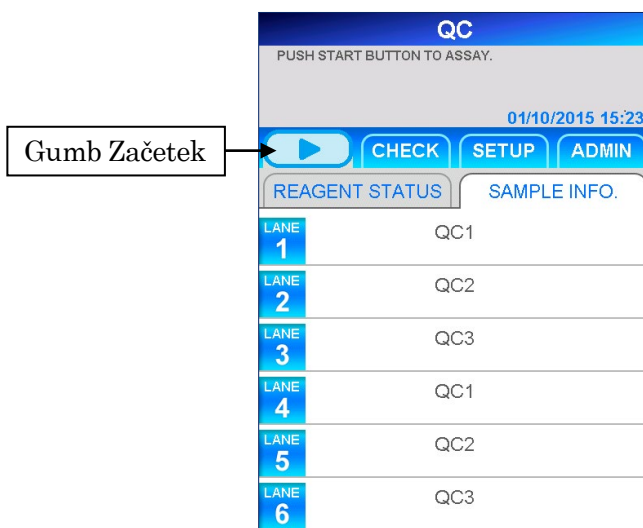 QC
PUSH START BUTTON TO ASSAY.
01/10/2015 15:23
Gumb Začetek
CHECK SETUP ADMIN
REAGENT STATUS SAMPLE INFO.
LANE 1 QC1
LANE 2 QC2
LANE 3 QC3
LANE 4 QC1
LANE 5 QC2
LANE 6 QC3